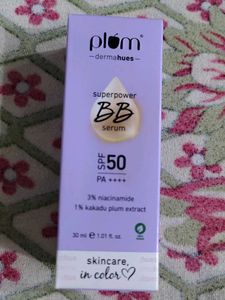 plúm®
dermahues
superpower
BB
serum
SPF 50
PA ++++
3% niacinamide
1% kakadu plum extract
30 ml e 1.01 fl. oz.
skincare,
in color